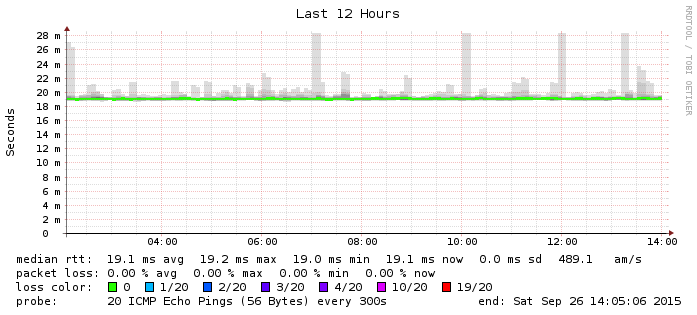 Last 12 Hours
RRDTOOL / TOBI OETIKER
Seconds
28 m
26 m
24 m
22 m
20 m
18 m
16 m
14 m
12 m
10 m
8 m
6 m
4 m
2 m
0
04:00 06:00 08:00 10:00 12:00 14:00
median rtt: 19.1 ms avg 19.2 ms max 19.0 ms min 19.1 ms now 0.0 ms sd 489.1 am/s
packet loss: 0.00 % avg 0.00 % max 0.00 % min 0.00 % now
loss color: 0 1/20 2/20 3/20 4/20 10/20 19/20
probe: 20 ICMP Echo Pings (56 Bytes) every 300s end: Sat Sep 26 14:05:06 2015